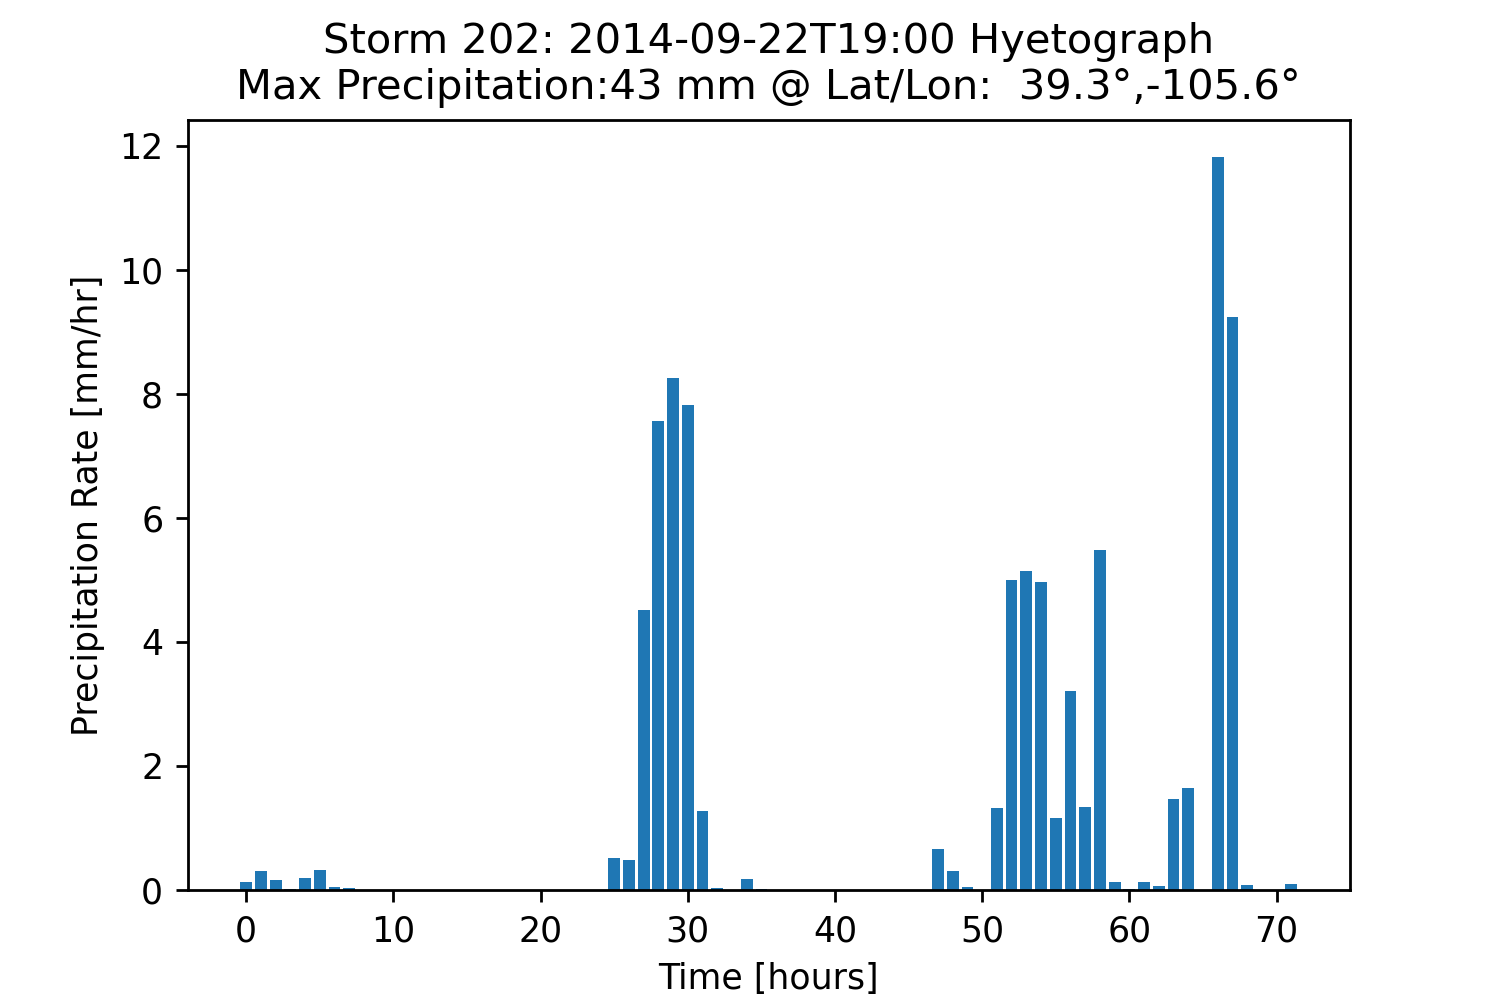 Storm 202: 2014-09-22T19:00 Hyetograph
Max Precipitation:43 mm @ Lat/Lon:  39.3°,-105.6°
12
10
8
6
4
2
0
Precipitation Rate [mm/hr]
0 10 20 30 40 50 60 70
Time [hours]